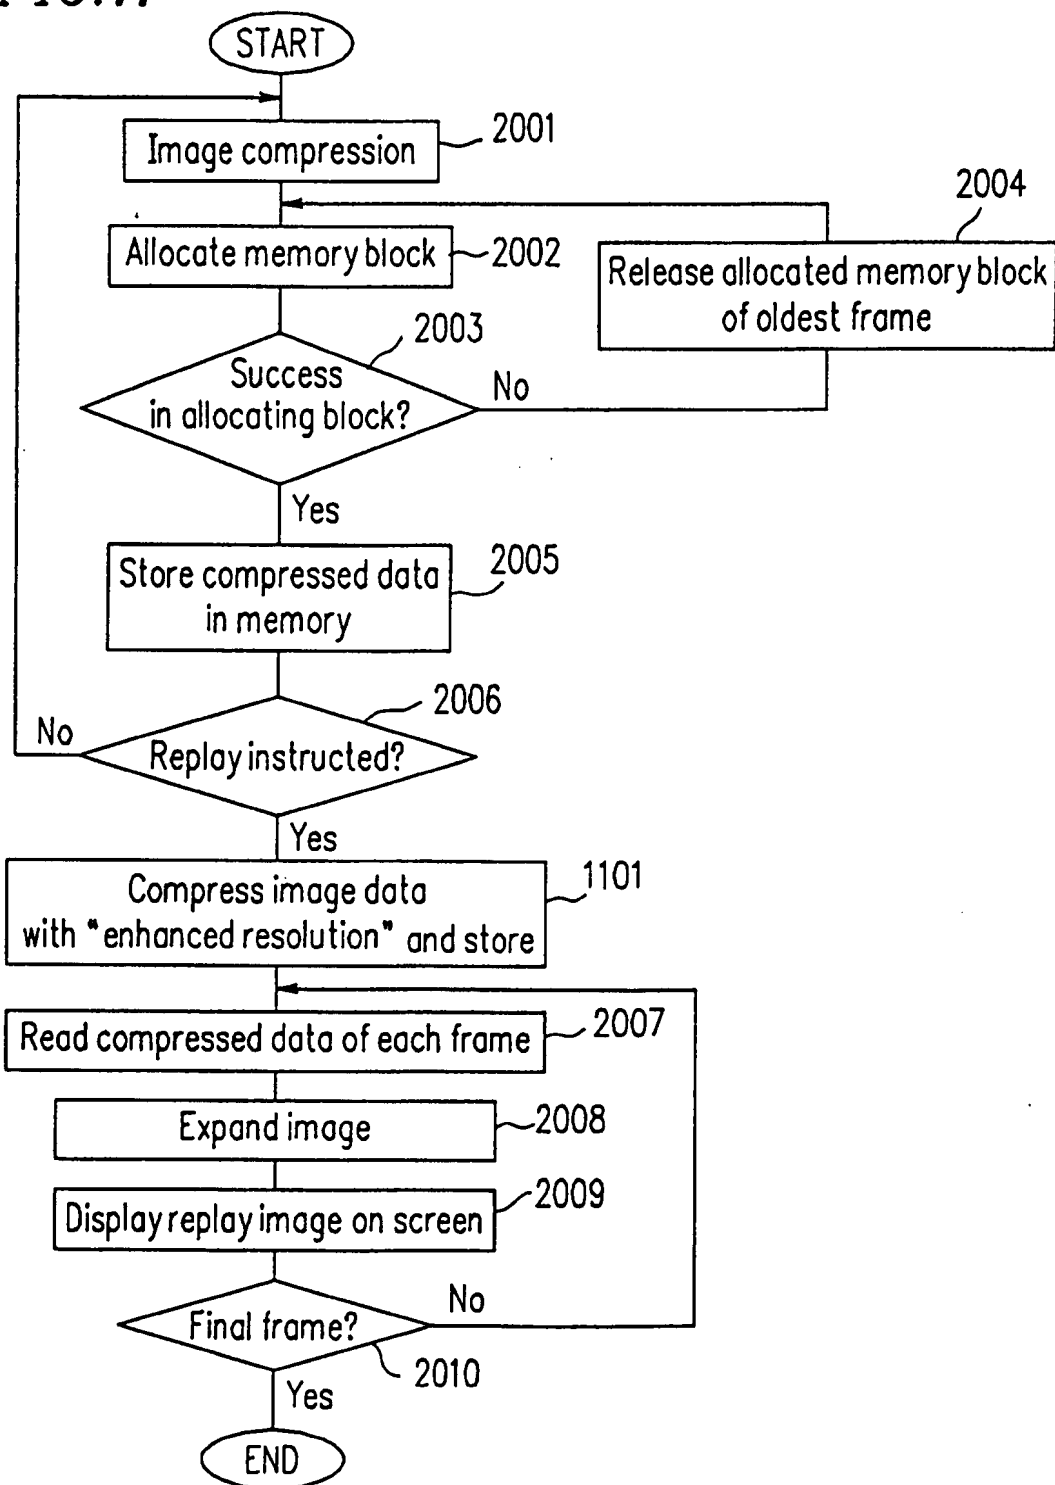 START
Image compression
2001
2004
Allocate memory block
2002
Release allocated memory block
of oldest frame
2003
Success
in allocating block?
No
Yes
Store compressed data
in memory
2005
2006
No
Replay instructed?
Yes
Compress image data
with "enhanced resolution" and store
1101
Read compressed data of each frame
2007
Expand image
2008
Display replay image on screen
2009
Final frame?
No
2010
Yes
END